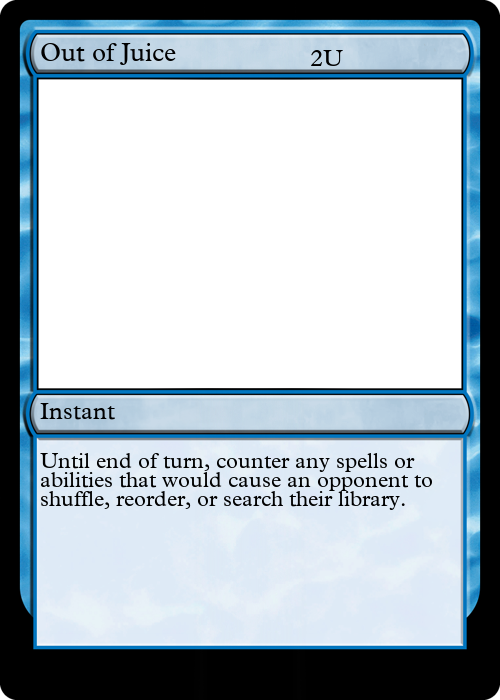 Out of Juice 2U
Instant
Until end of turn, counter any spells or
abilities that would cause an opponent to
shuffle, reorder, or search their library.